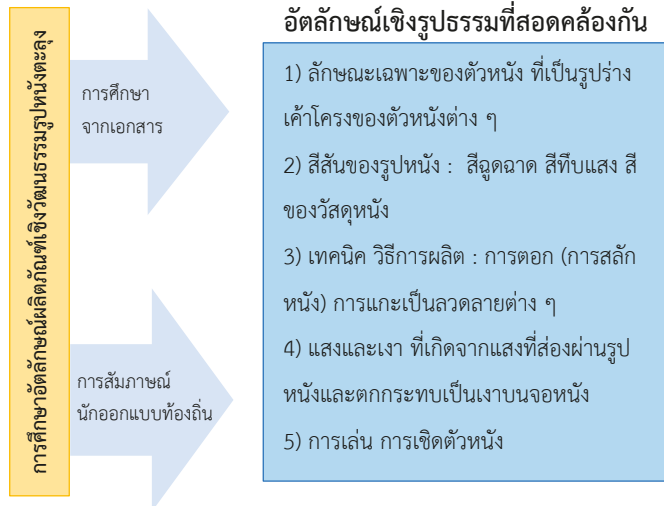 การศึกษาอัตลักษณ์ผลิตภัณฑ์เชิงวัฒนธรรมรูปหนังตะลุง
การศึกษา
จากเอกสาร
การสัมภาษณ์
นักออกแบบท้องถิ่น
อัตลักษณ์เชิงรูปธรรมที่สอดคล้องกัน
1) ลักษณะเฉพาะของตัวหนัง ที่เป็นรูปร่าง
เค้าโครงของตัวหนังต่าง ๆ
2) สีสันของรูปหนัง : สีฉูดฉาด สีทึบแสง สี
ของวัสดุหนัง
3) เทคนิค วิธีการผลิต : การตอก (การสลัก
หนัง) การแกะเป็นลวดลายต่าง ๆ
4) แสงและเงา ที่เกิดจากแสงที่ส่องผ่านรูป
หนังและตกกระทบเป็นเงาบนจอหนัง
5) การเล่น การเชิดตัวหนัง